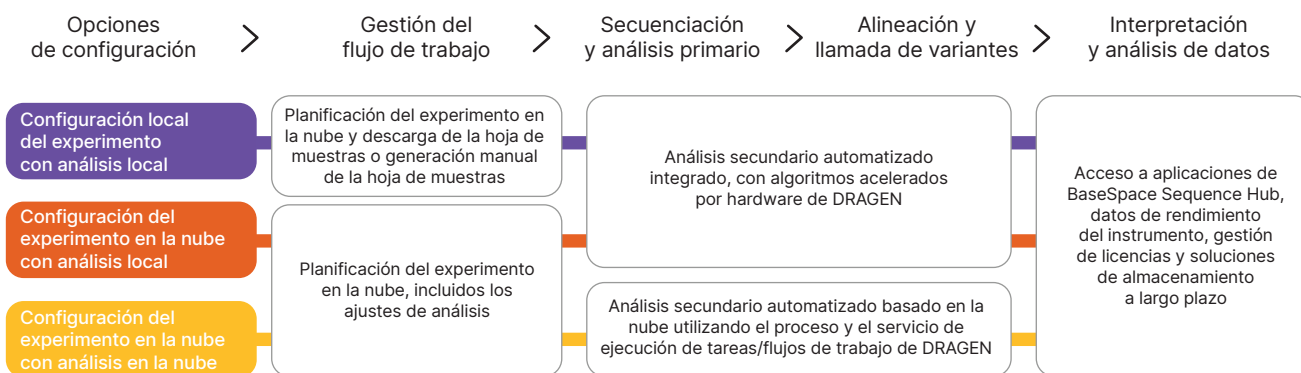 Opciones
de configuración
Gestión del
flujo de trabajo
Secuenciación
y análisis primario
Alineación y
llamada de variantes
Interpretación
y análisis de datos
Configuración local
del experimento
con análisis local
Planificación del experimento en
la nube y descarga de la hoja de
muestras o generación manual
de la hoja de muestras
Análisis secundario automatizado
integrado, con algoritmos acelerados
por hardware de DRAGEN
Acceso a aplicaciones de
BaseSpace Sequence Hub,
datos de rendimiento
del instrumento, gestión
de licencias y soluciones
de almacenamiento
a largo plazo
Configuración del
experimento en la nube
con análisis local
Planificación del experimento
en la nube, incluidos los
ajustes de análisis
Configuración del
experimento en la nube
con análisis en la nube
Análisis secundario automatizado basado en la
nube utilizando el proceso y el servicio de
ejecución de tareas/flujos de trabajo de DRAGEN